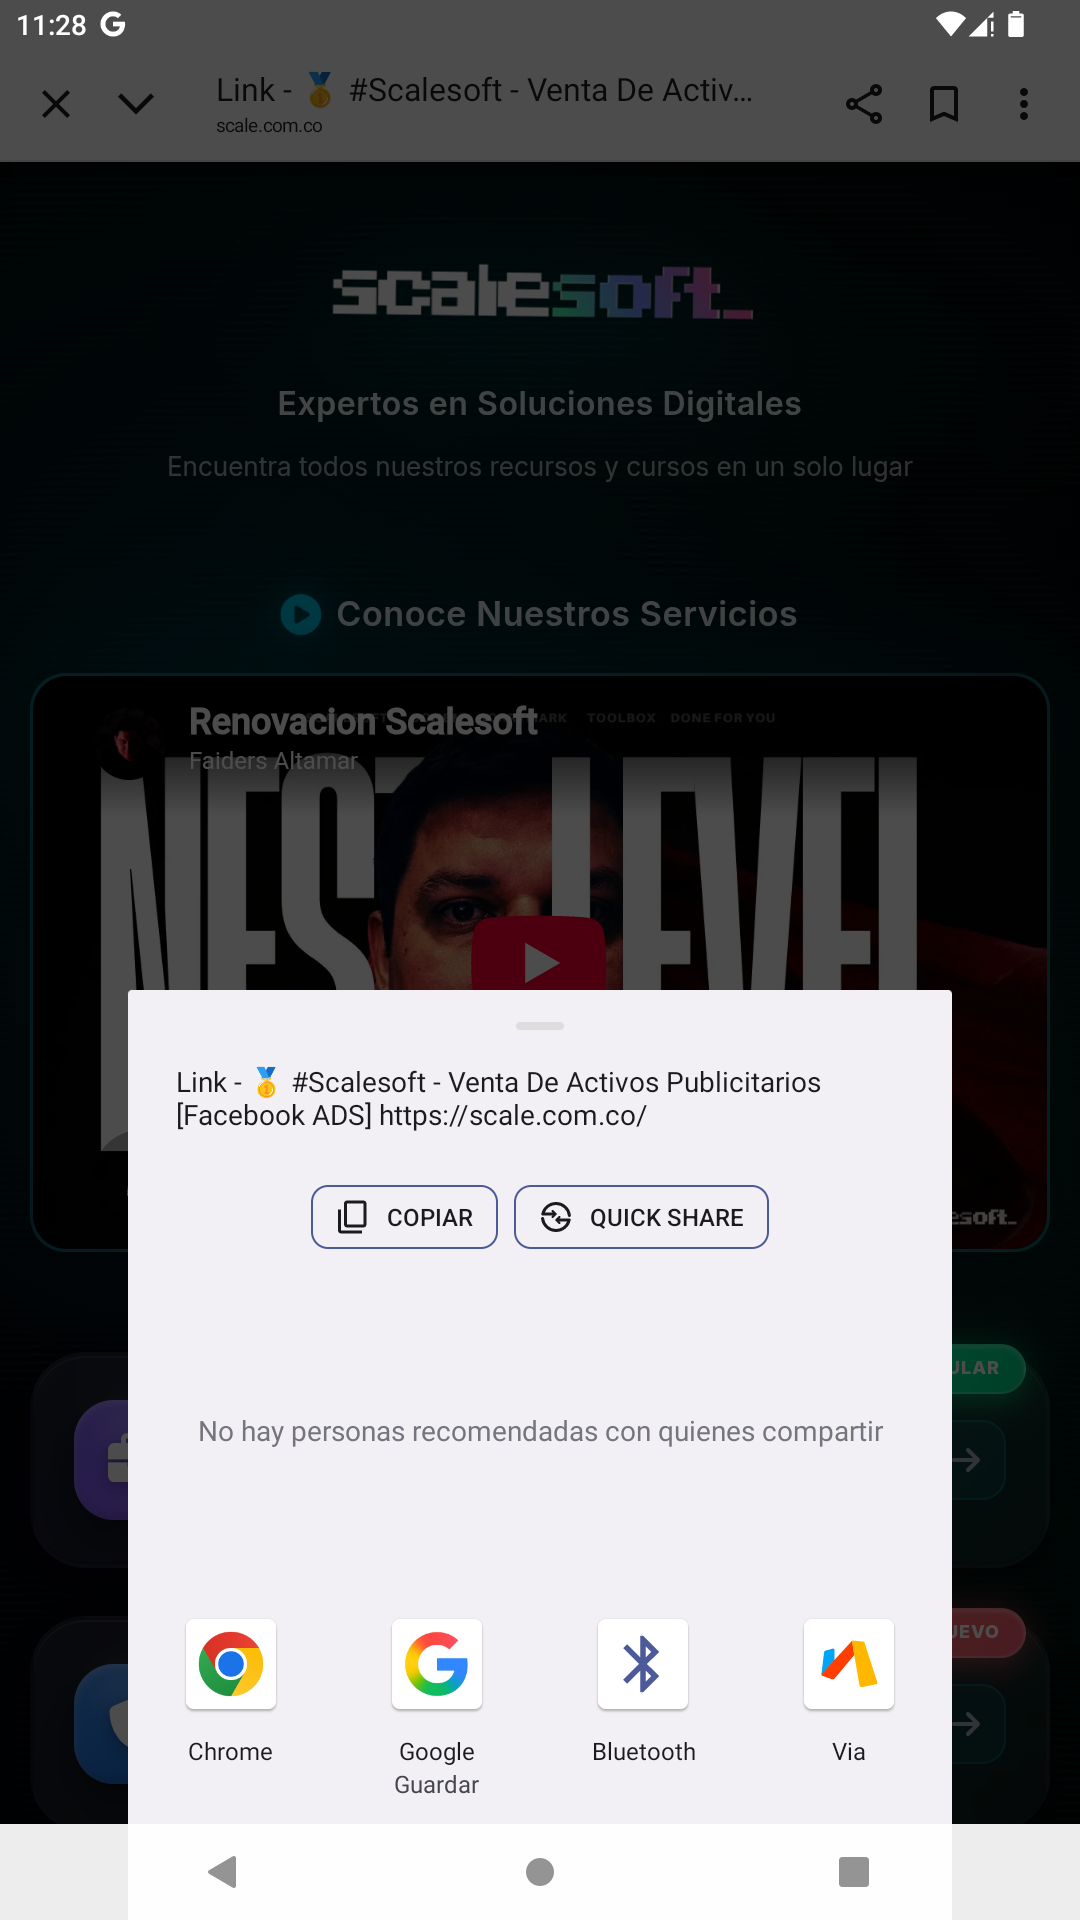 11:28
Link - 🥇 #Scalesoft - Venta De Activ...
scale.com.co
scalesoft_
Expertos en Soluciones Digitales
Encuentra todos nuestros recursos y cursos en un solo lugar
Conoce Nuestros Servicios
Renovacion Scalesoft
TOOLBOX DONE FOR YOU
Faiders Altamar
LEVEL
Link - 🥇 #Scalesoft - Venta De Activos Publicitarios
[Facebook ADS] https://scale.com.co/
COPIAR
QUICK SHARE
No hay personas recomendadas con quienes compartir
Chrome
Google
Guardar
Bluetooth
Via